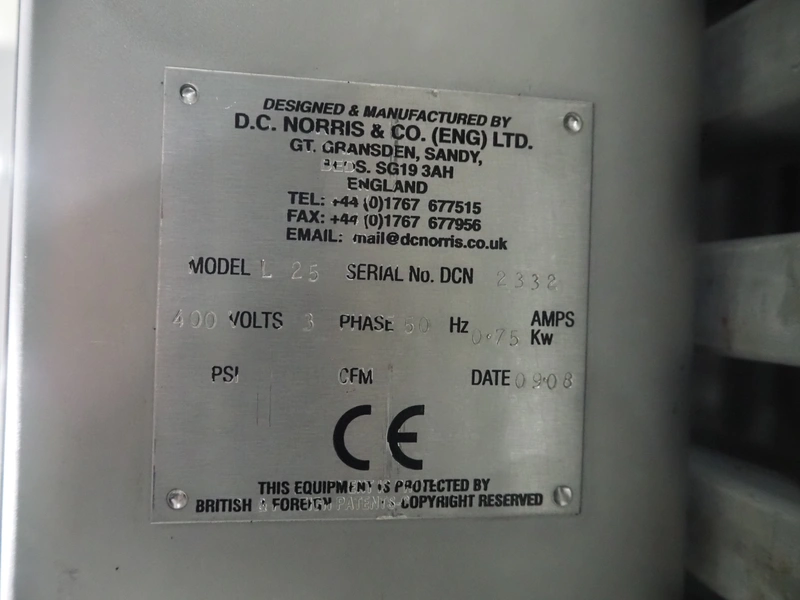 DESIGNED & MANUFACTURED BY
D.C. NORRIS & CO. (ENG) LTD.
GT. GRANSDEN, SANDY,
BEDS. SG19 3AH
ENGLAND
TEL: +44 (0)1767 677515
FAX: +44 (0)1767 677956
EMAIL: mail@dcnorris.co.uk
MODEL L 25 SERIAL No. DCN 2332
400 VOLTS 3 PHASE 50 Hz 0.75 AMPS Kw
PSI CFM DATE 09.08
CE
THIS EQUIPMENT IS PROTECTED BY
BRITISH & FOREIGN PATENTS COPYRIGHT RESERVED